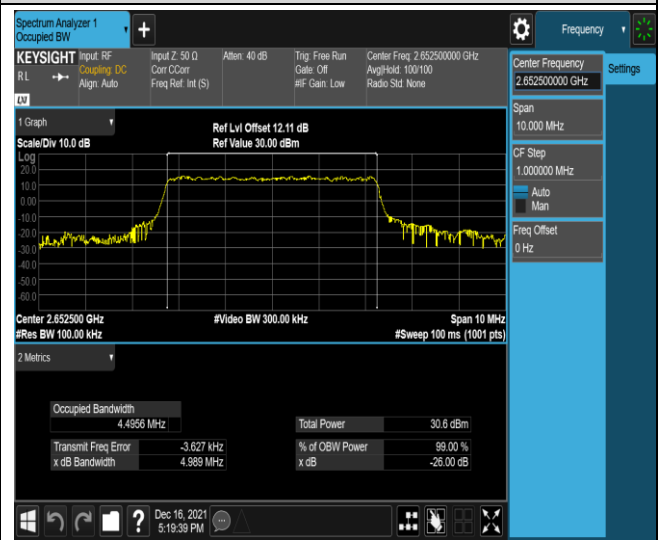 Spectrum Analyzer 1
Occupied BW
+
Frequency
KEYSIGHT
RL
LXI
Input: RF
Coupling: DC
Align: Auto
Input Z: 50 Ω
Corr CCorr
Freq Ref: Int (S)
Atten: 40 dB
Trig: Free Run
Gate: Off
#IF Gain: Low
Center Freq: 2.652500000 GHz
Avg|Hold: 100/100
Radio Std: None
Center Frequency
2.652500000 GHz
Settings
Span
10.000 MHz
CF Step
1.000000 MHz
Auto
Man
Freq Offset
0 Hz
1 Graph
Scale/Div 10.0 dB
Ref Lvl Offset 12.11 dB
Ref Value 30.00 dBm
Log
20.0
10.0
0.00
-10.0
-20.0
-30.0
-40.0
-50.0
-60.0
Center 2.652500 GHz
#Video BW 300.00 kHz
Span 10 MHz
#Res BW 100.00 kHz
#Sweep 100 ms (1001 pts)
2 Metrics
Occupied Bandwidth
4.4956 MHz
Total Power 30.6 dBm
Transmit Freq Error -3.627 kHz
% of OBW Power 99.00 %
x dB Bandwidth 4.989 MHz
x dB -26.00 dB
?
Dec 16, 2021
5:19:39 PM